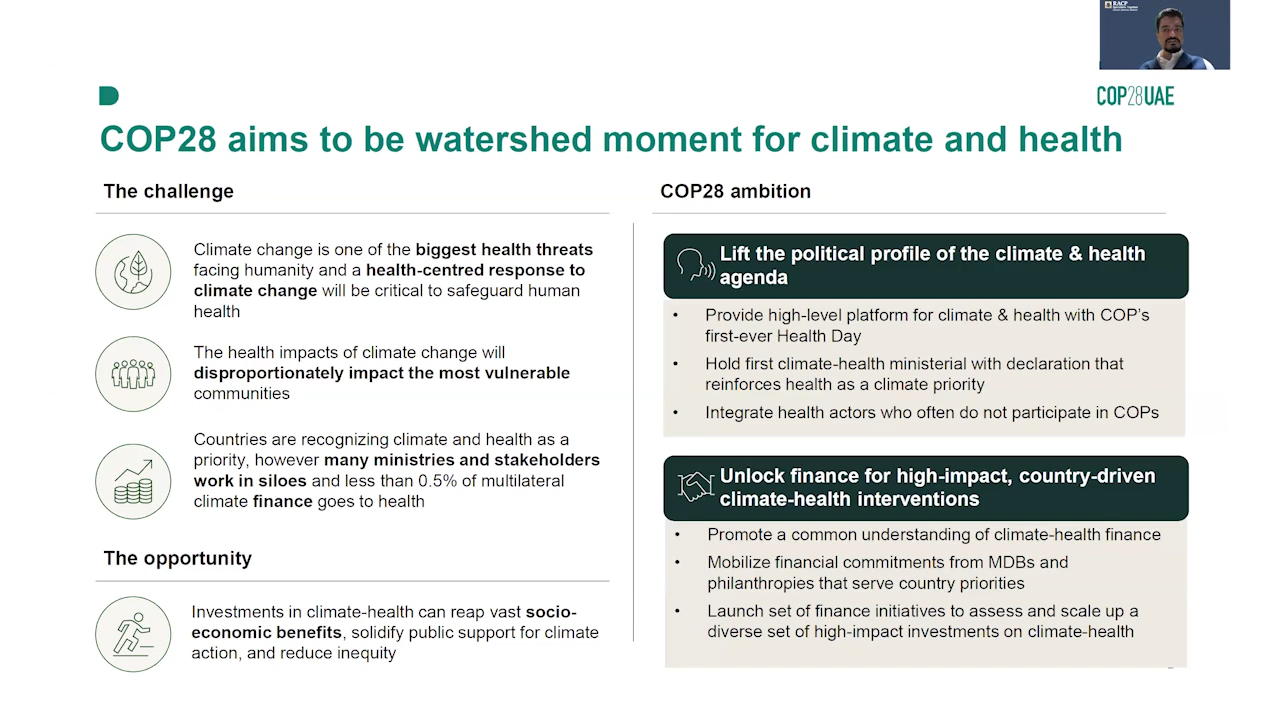 RACP
COP28UAE
COP28 aims to be watershed moment for climate and health
The challenge
Climate change is one of the biggest health threats
facing humanity and a health-centred response to
climate change will be critical to safeguard human
health
The health impacts of climate change will
disproportionately impact the most vulnerable
communities
Countries are recognizing climate and health as a
priority, however many ministries and stakeholders
work in siloes and less than 0.5% of multilateral
climate finance goes to health
The opportunity
Investments in climate-health can reap vast socio-
economic benefits, solidify public support for climate
action, and reduce inequity
COP28 ambition
Lift the political profile of the climate & health
agenda
• Provide high-level platform for climate & health with COP's
first-ever Health Day
• Hold first climate-health ministerial with declaration that
reinforces health as a climate priority
• Integrate health actors who often do not participate in COPs
Unlock finance for high-impact, country-driven
climate-health interventions
• Promote a common understanding of climate-health finance
• Mobilize financial commitments from MDBs and
philanthropies that serve country priorities
• Launch set of finance initiatives to assess and scale up a
diverse set of high-impact investments on climate-health